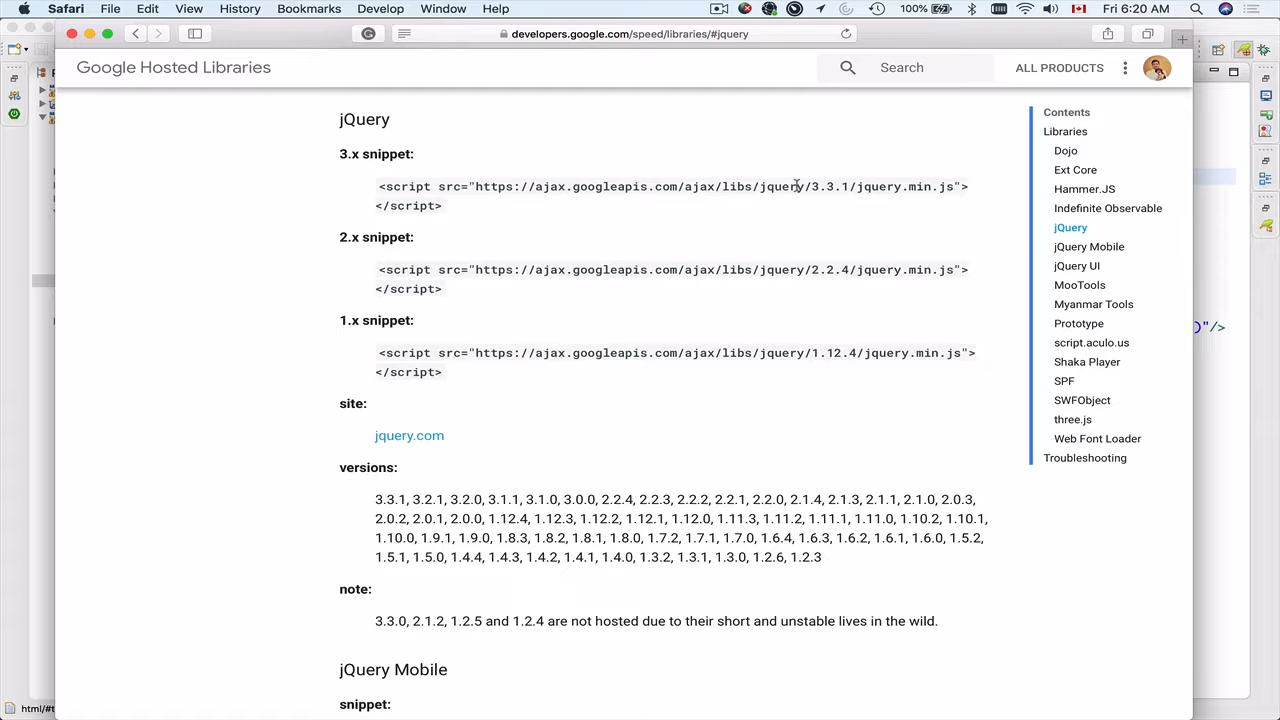 Safari File Edit View History Bookmarks Develop Window Help 100% Fri 6:20 AM
developers.google.com/speed/libraries/#jquery
Google Hosted Libraries Search ALL PRODUCTS
jQuery
3.x snippet:
<script src="https://ajax.googleapis.com/ajax/libs/jquery/3.3.1/jquery.min.js">
</script>
2.x snippet:
<script src="https://ajax.googleapis.com/ajax/libs/jquery/2.2.4/jquery.min.js">
</script>
1.x snippet:
<script src="https://ajax.googleapis.com/ajax/libs/jquery/1.12.4/jquery.min.js">
</script>
site:
jquery.com
versions:
3.3.1, 3.2.1, 3.2.0, 3.1.1, 3.1.0, 3.0.0, 2.2.4, 2.2.3, 2.2.2, 2.2.1, 2.2.0, 2.1.4, 2.1.3, 2.1.1, 2.1.0, 2.0.3,
2.0.2, 2.0.1, 2.0.0, 1.12.4, 1.12.3, 1.12.2, 1.12.1, 1.12.0, 1.11.3, 1.11.2, 1.11.1, 1.11.0, 1.10.2, 1.10.1,
1.10.0, 1.9.1, 1.9.0, 1.8.3, 1.8.2, 1.8.1, 1.8.0, 1.7.2, 1.7.1, 1.7.0, 1.6.4, 1.6.3, 1.6.2, 1.6.1, 1.6.0, 1.5.2,
1.5.1, 1.5.0, 1.4.4, 1.4.3, 1.4.2, 1.4.1, 1.4.0, 1.3.2, 1.3.1, 1.3.0, 1.2.6, 1.2.3
note:
3.3.0, 2.1.2, 1.2.5 and 1.2.4 are not hosted due to their short and unstable lives in the wild.
jQuery Mobile
snippet:
Contents
Libraries
Dojo
Ext Core
Hammer.JS
Indefinite Observable
jQuery
jQuery Mobile
jQuery UI
MooTools
Myanmar Tools
Prototype
script.aculo.us
Shaka Player
SPF
SWFObject
three.js
Web Font Loader
Troubleshooting
)"/>
html/#t